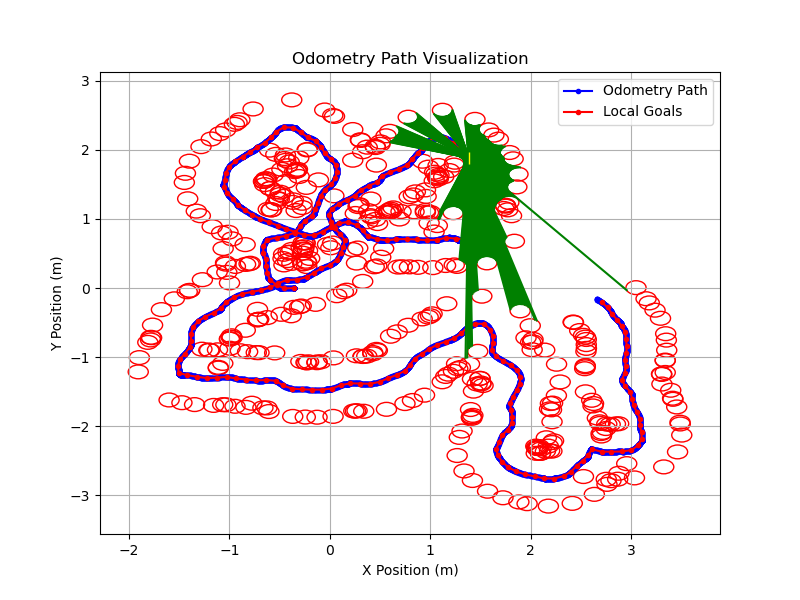 Odometry Path Visualization
Odometry Path
Local Goals
Y Position (m)
3
2
1
0
−1
−2
−3
−2
−1
0
1
2
3
X Position (m)